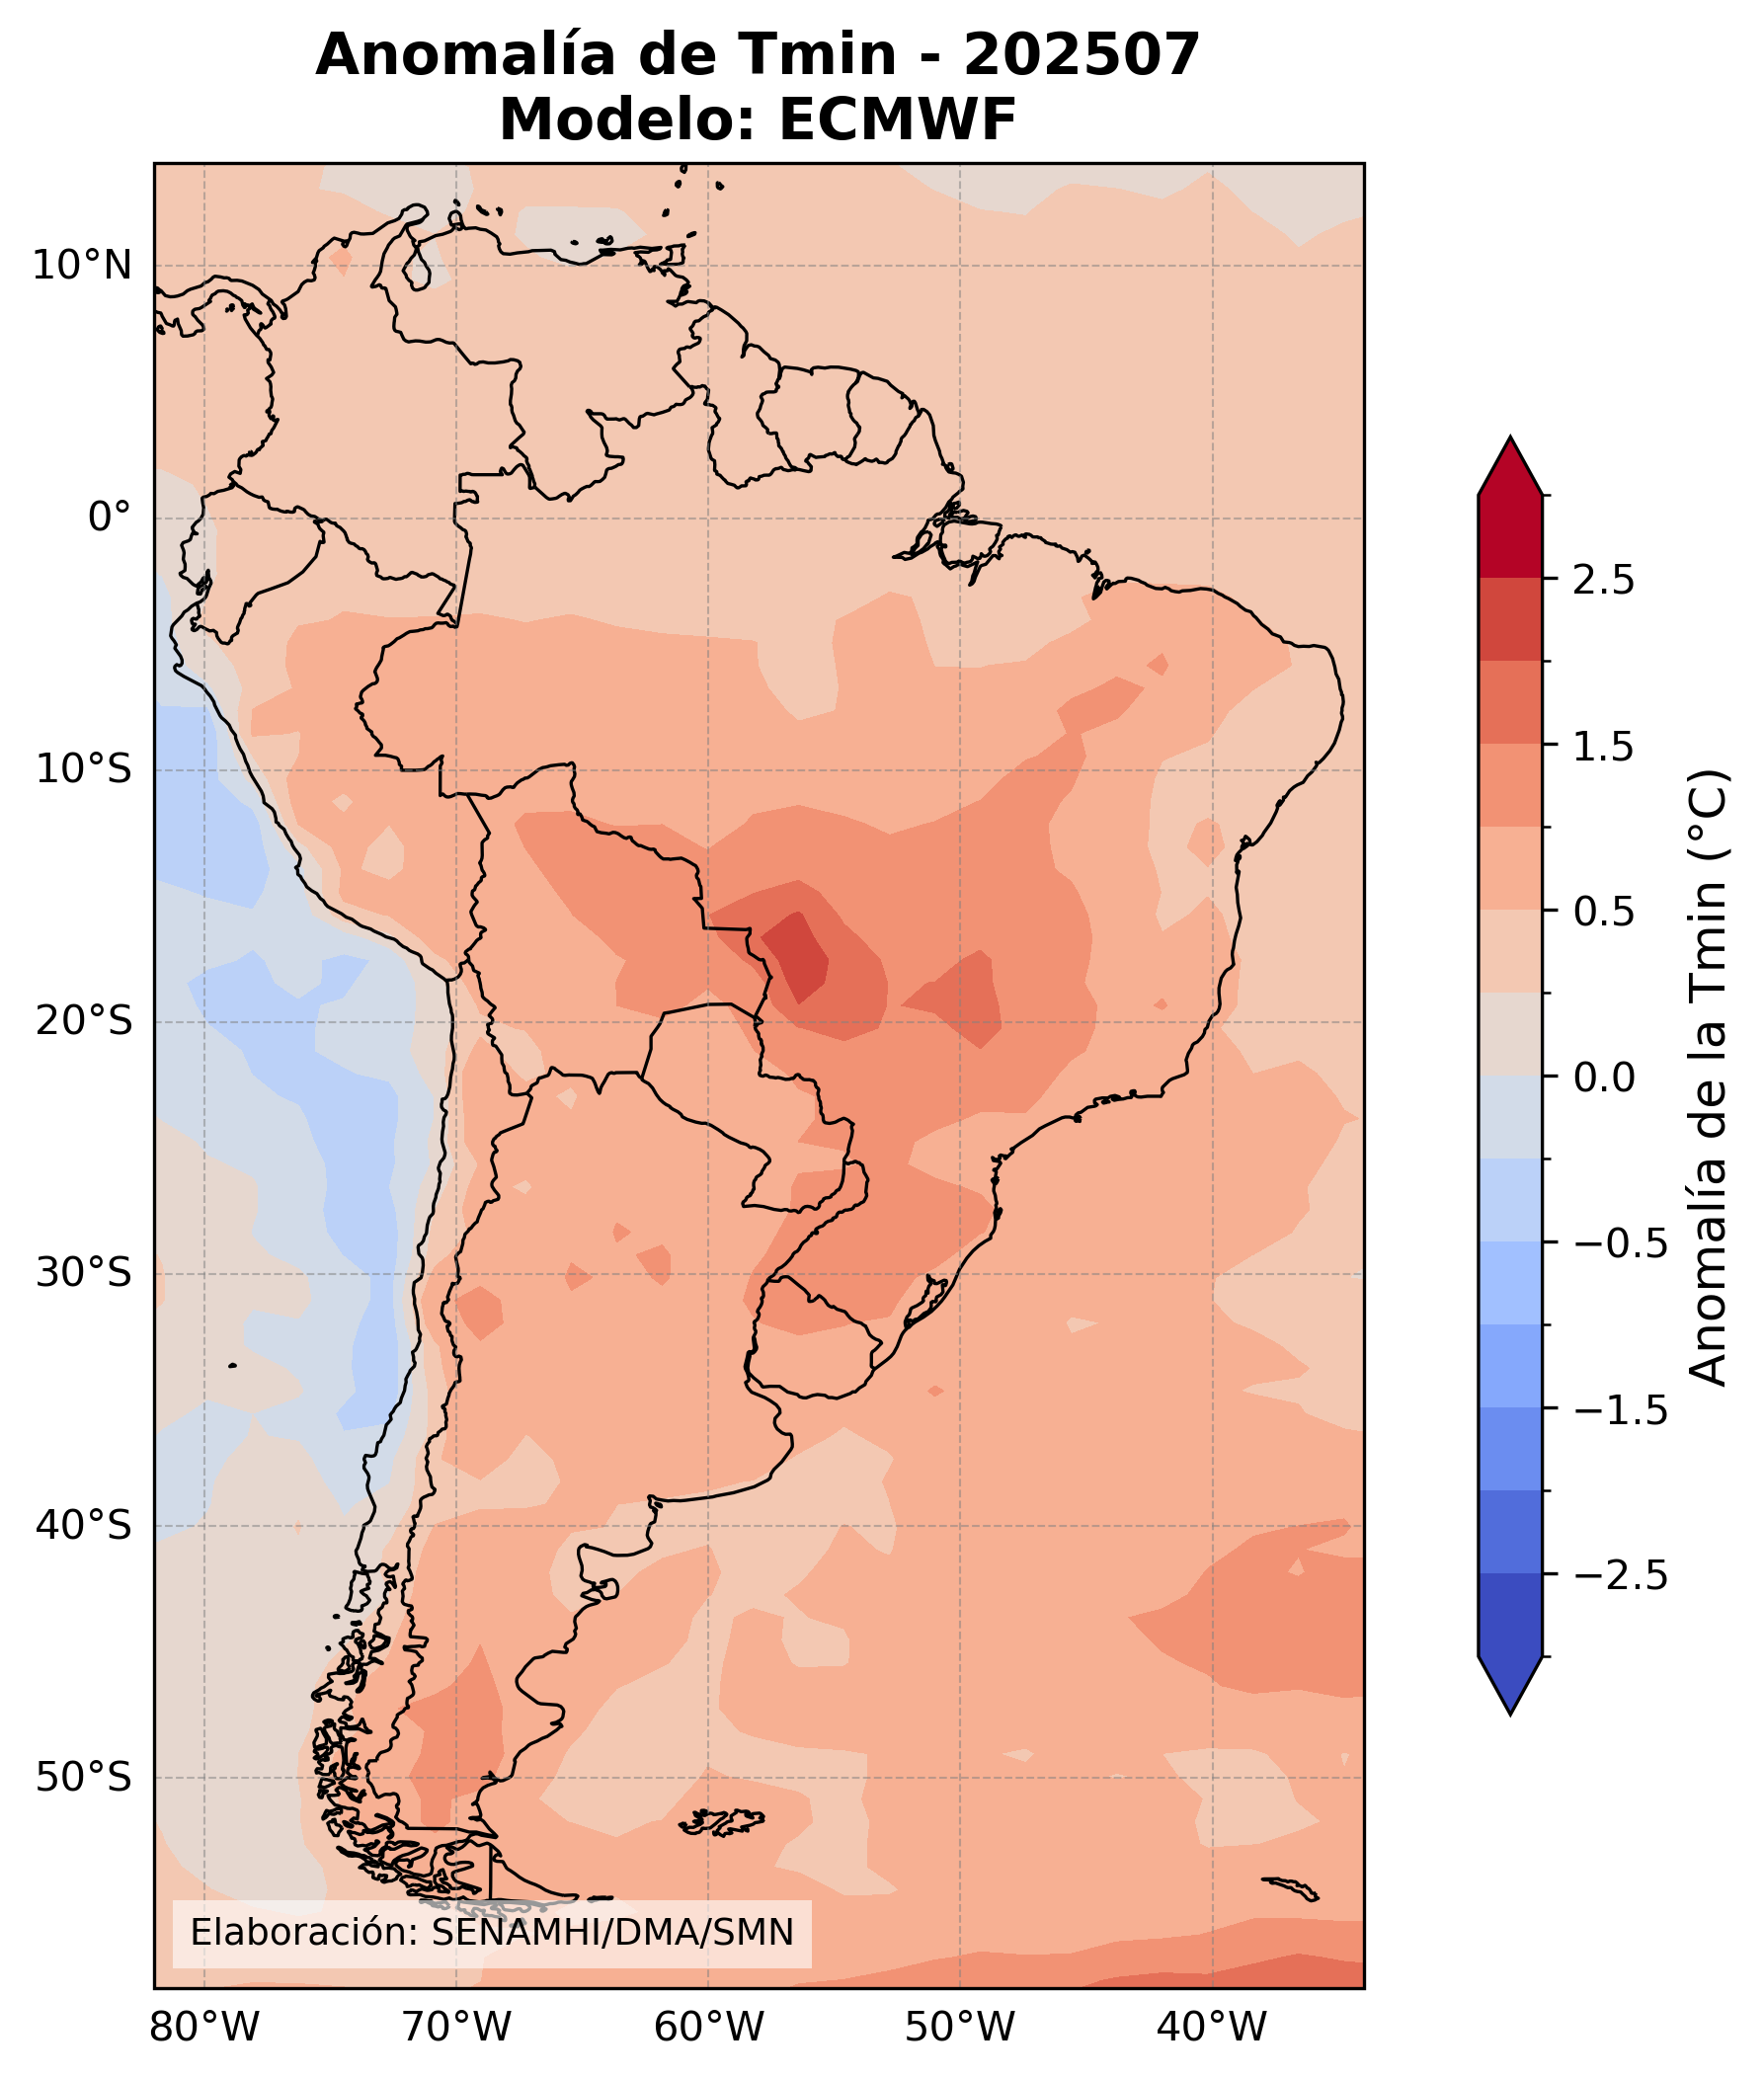 Anomalía de Tmin - 202507
Modelo: ECMWF
10°N
0°
10°S
20°S
30°S
40°S
50°S
80°W
70°W
60°W
50°W
40°W
Elaboración: SENAMHI/DMA/SMN
2.5
1.5
0.5
0.0
−0.5
−1.5
−2.5
Anomalía de la Tmin (°C)